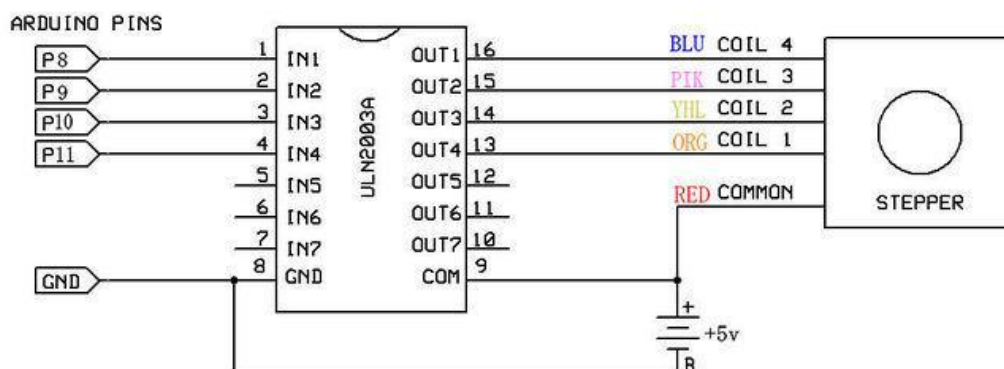 ARDUINO PINS
P8 1 IN1 OUT1 16 BLU COIL 4
P9 2 IN2 OUT2 15 PIK COIL 3
P10 3 IN3 OUT3 14 YHL COIL 2
P11 4 IN4 OUT4 13 ORG COIL 1
5 IN5 OUT5 12
6 IN6 OUT6 11 RED COMMON STEPPER
7 IN7 OUT7 10
GND 8 GND COM 9
ULN2003A
+ +5v